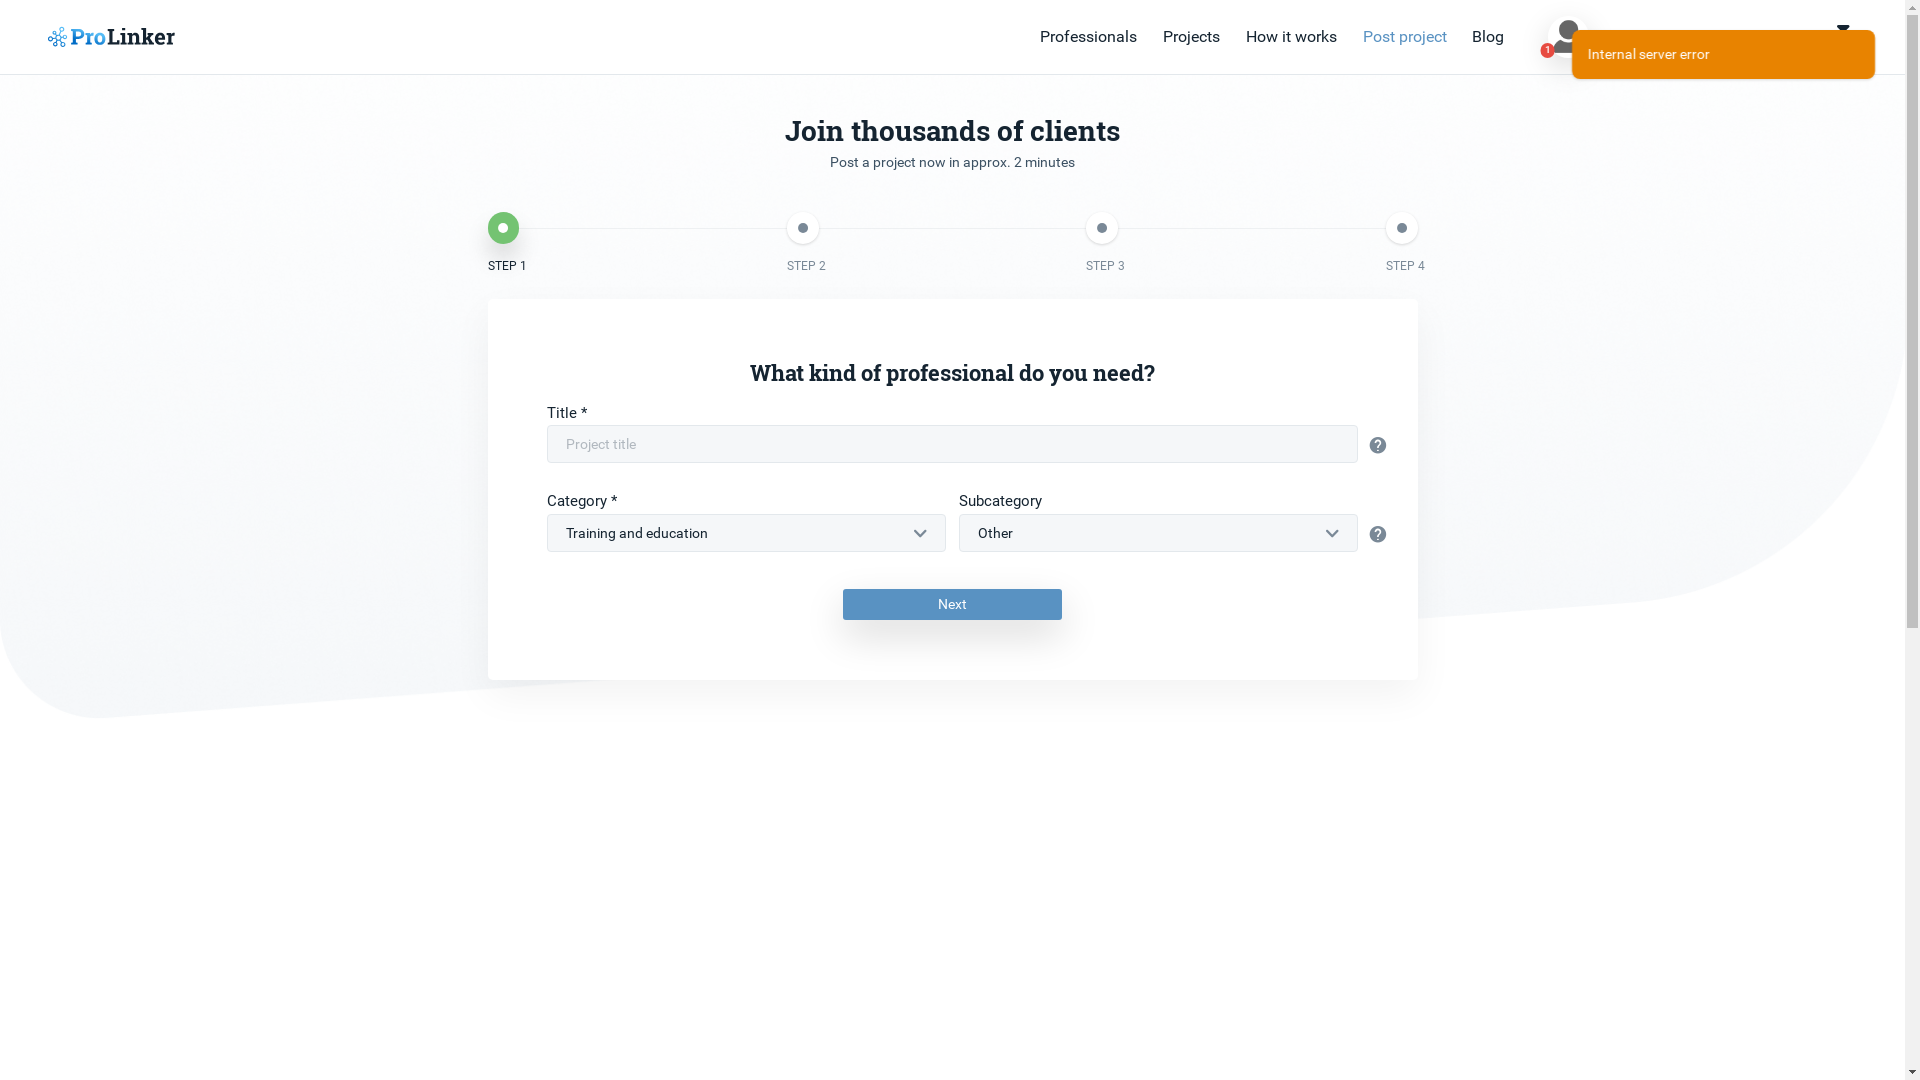 ProLinker
Professionals
Projects
How it works
Post project
Blog
1
Internal server error
Join thousands of clients
Post a project now in approx. 2 minutes
STEP 1
STEP 2
STEP 3
STEP 4
What kind of professional do you need?
Title *
Project title
?
Category *
Subcategory
Training and education
Other
?
Next